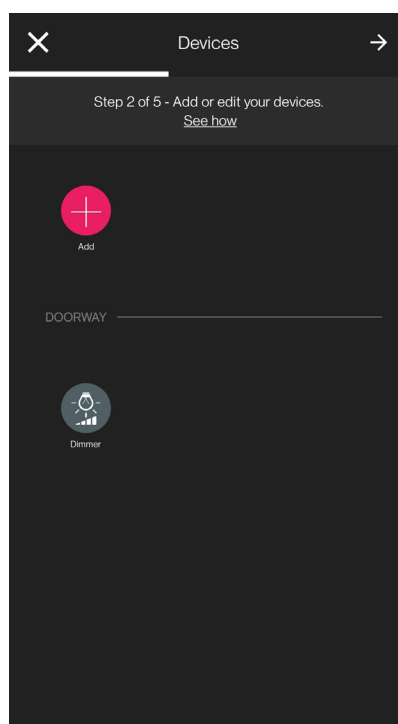 Devices
Step 2 of 5 - Add or edit your devices.
See how
Add
DOORWAY
Dimmer